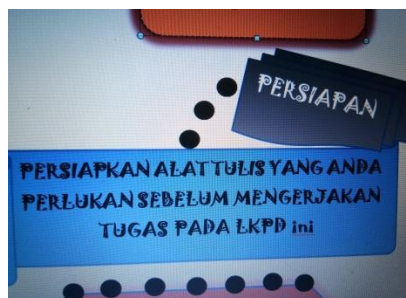 PERSIAPAN
PERSIAPKAN ALAT TULIS YANG ANDA
PERLUKAN SEBELUM MENGERJAKAN
TUGAS PADA LKPD ini